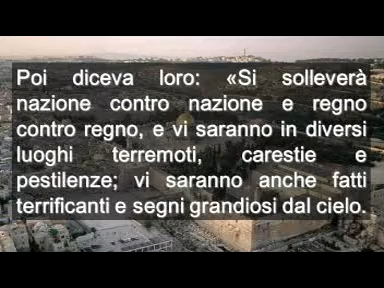 Poi diceva loro: «Si solleverà
nazione contro nazione e regno
contro regno, e vi saranno in diversi
luoghi terremoti, carestie e
pestilenze; vi saranno anche fatti
terrificanti e segni grandiosi dal cielo.